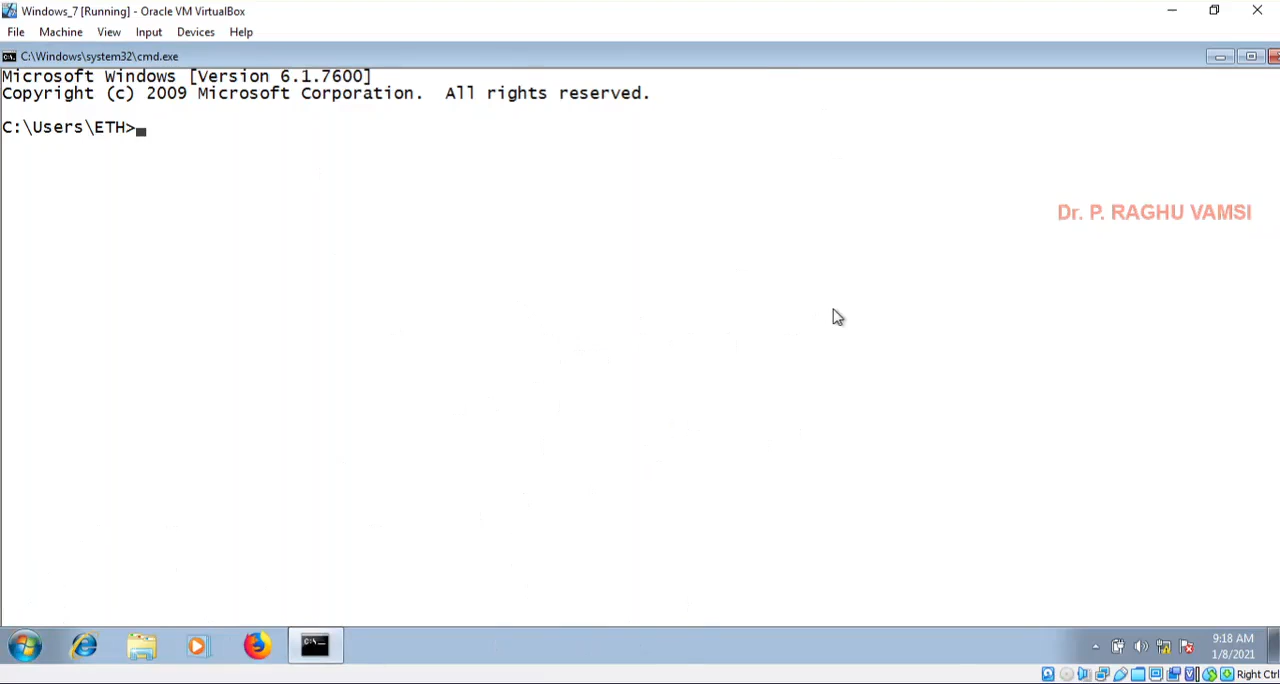 Windows_7 [Running] - Oracle VM VirtualBox
File Machine View Input Devices Help
C:\Windows\system32\cmd.exe
Microsoft Windows [Version 6.1.7600]
Copyright (c) 2009 Microsoft Corporation.  All rights reserved.
C:\Users\ETH>
Dr. P. RAGHU VAMSI
9:18 AM
1/8/2021
Right Ctrl